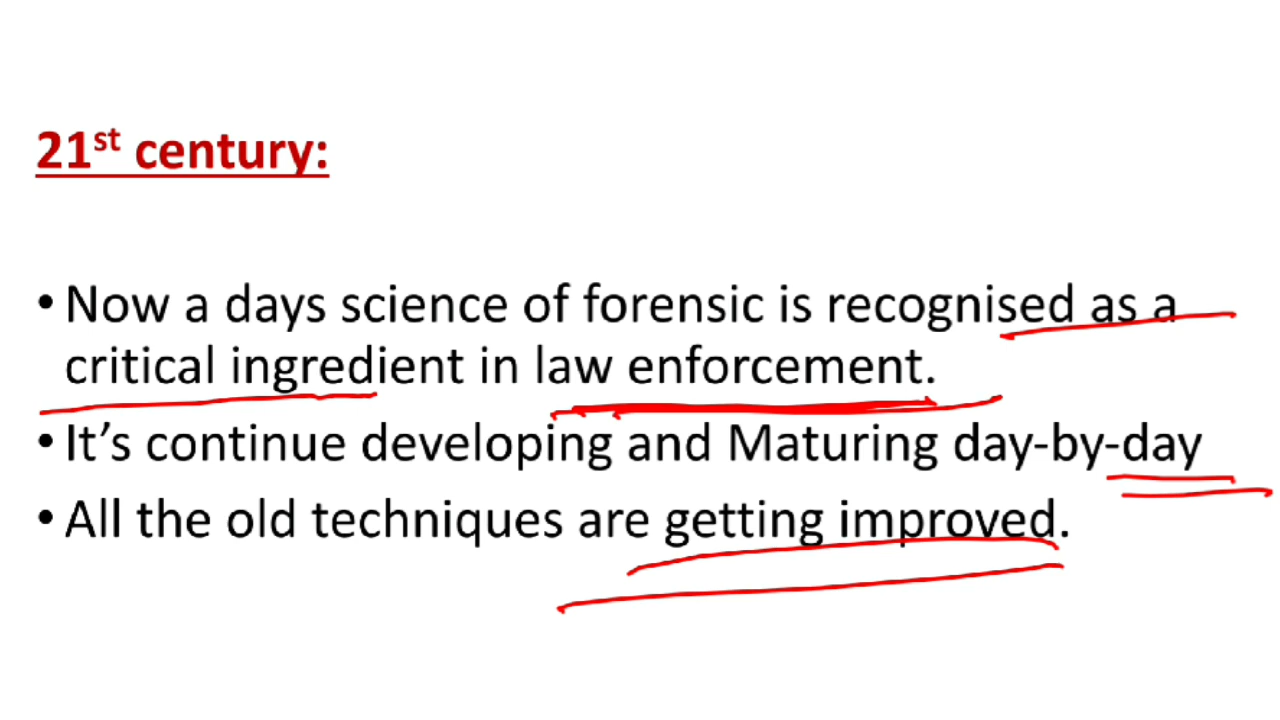 21st century:
• Now a days science of forensic is recognised as a
critical ingredient in law enforcement.
• It’s continue developing and Maturing day-by-day
• All the old techniques are getting improved.